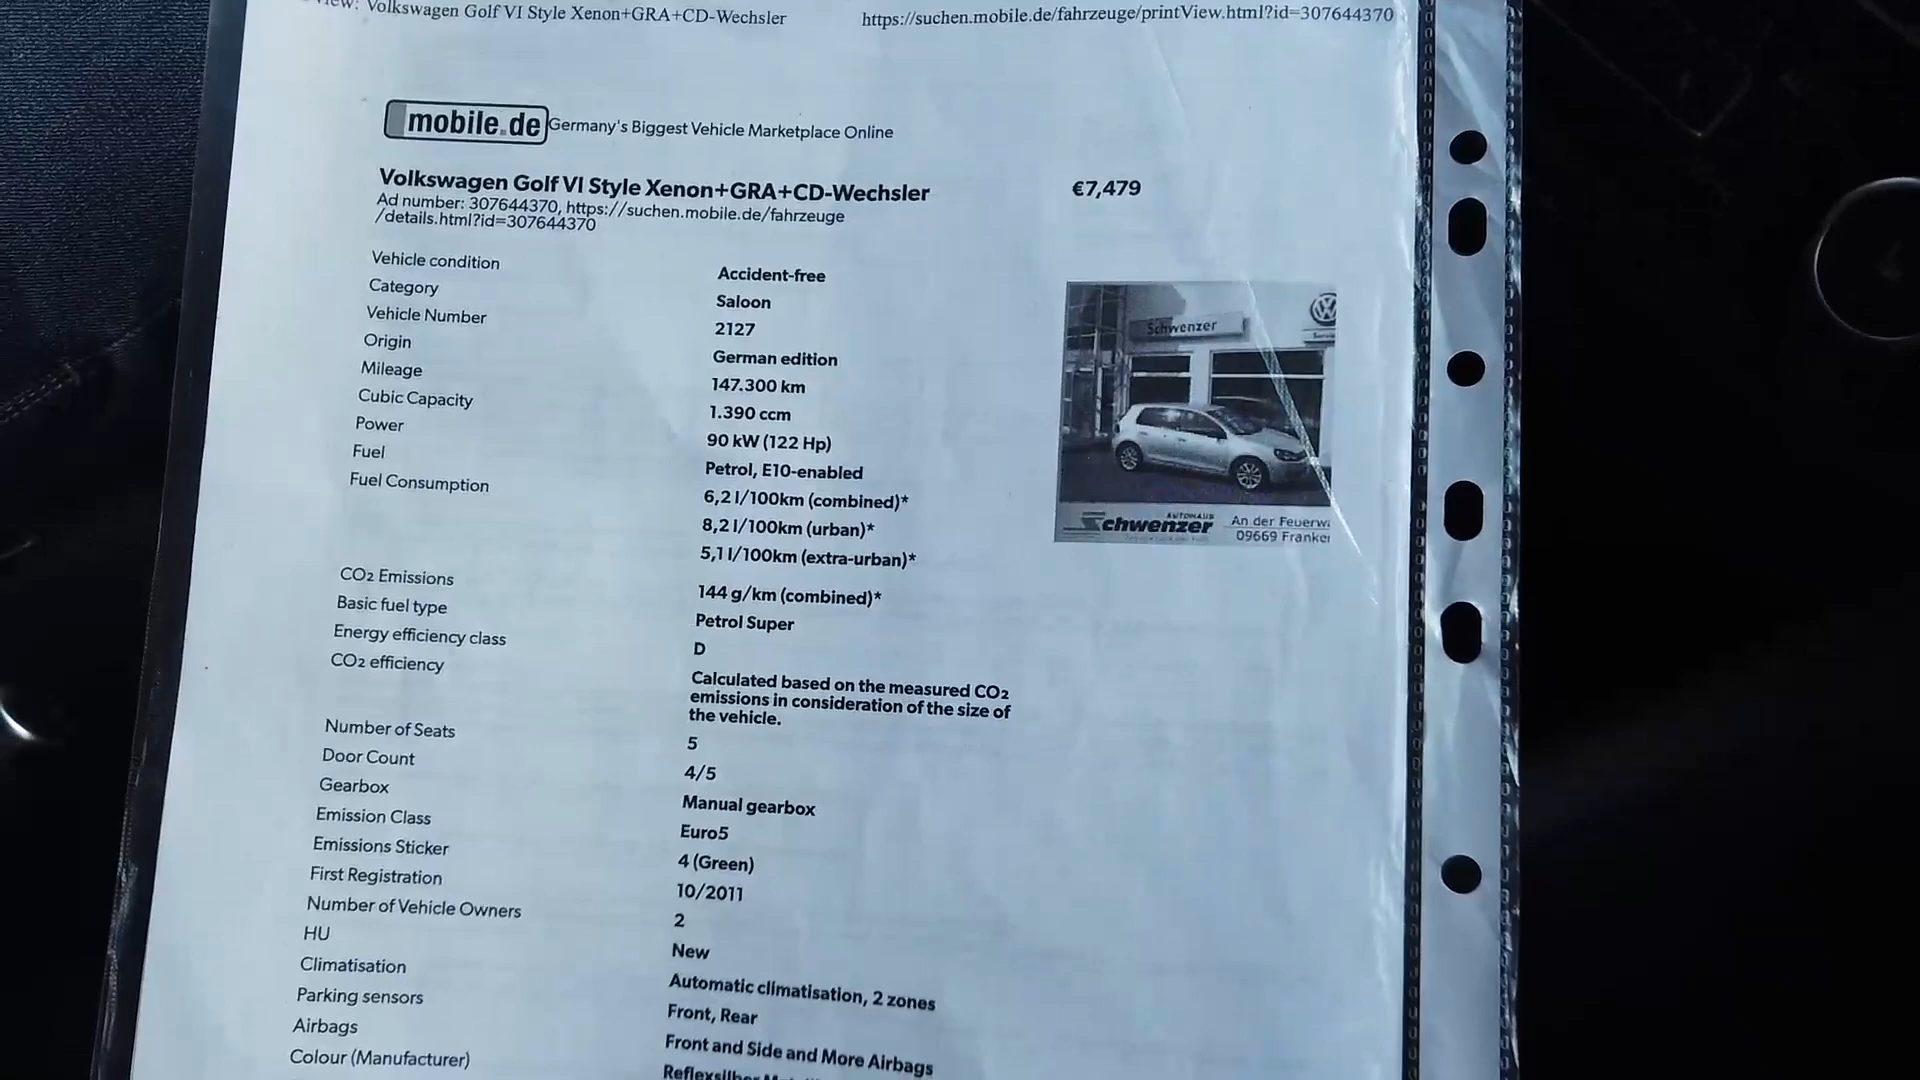 View: Volkswagen Golf VI Style Xenon+GRA+CD-Wechsler https://suchen.mobile.de/fahrzeuge/printView.html?id=307644370
mobile.de Germany's Biggest Vehicle Marketplace Online
Volkswagen Golf VI Style Xenon+GRA+CD-Wechsler €7,479
Ad number: 307644370, https://suchen.mobile.de/fahrzeuge
/details.html?id=307644370
Vehicle condition Accident-free
Category Saloon
Vehicle Number 2127
Origin German edition
Mileage 147.300 km
Cubic Capacity 1.390 ccm
Power 90 kW (122 Hp)
Fuel Petrol, E10-enabled
Fuel Consumption 6,2 l/100km (combined)*
8,2 l/100km (urban)*
5,1 l/100km (extra-urban)*
CO2 Emissions 144 g/km (combined)*
Basic fuel type Petrol Super
Energy efficiency class D
CO2 efficiency Calculated based on the measured CO2
emissions in consideration of the size of
the vehicle.
Number of Seats 5
Door Count 4/5
Gearbox Manual gearbox
Emission Class Euro5
Emissions Sticker 4 (Green)
First Registration 10/2011
Number of Vehicle Owners 2
HU New
Climatisation Automatic climatisation, 2 zones
Parking sensors Front, Rear
Airbags Front and Side and More Airbags
Colour (Manufacturer) Reflexsilber
Schwenzer
AUTOHAUS
Schwenzer
An der Feuerw
09669 Franken